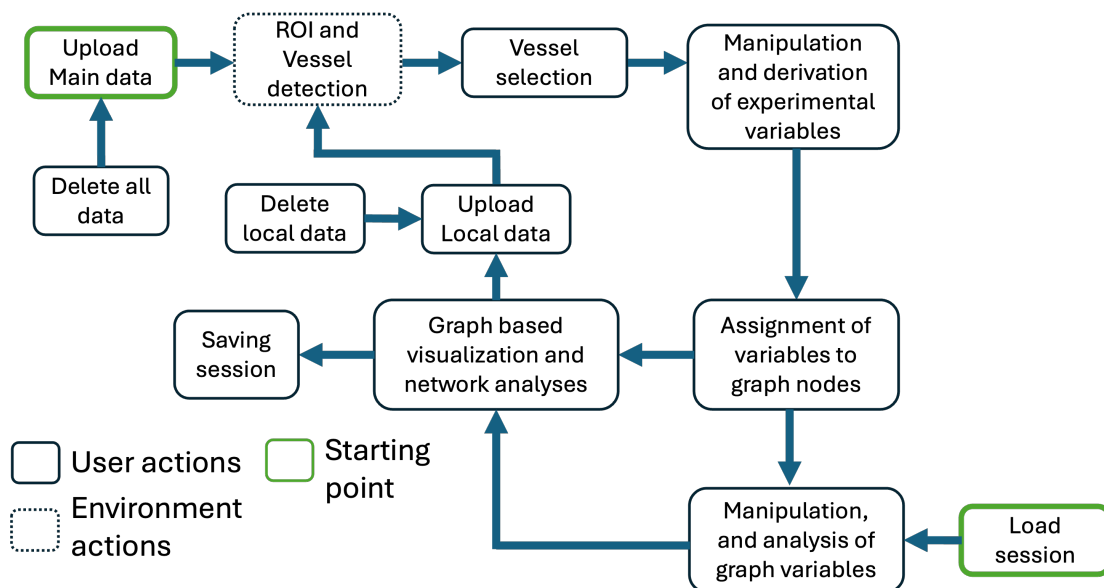 Upload
Main data
ROI and
Vessel
detection
Vessel
selection
Manipulation
and derivation
of experimental
variables
Delete all
data
Delete
local data
Upload
Local data
Saving
session
Graph based
visualization and
network analyses
Assignment of
variables to
graph nodes
User actions
Starting
point
Environment
actions
Manipulation,
and analysis of
graph variables
Load
session